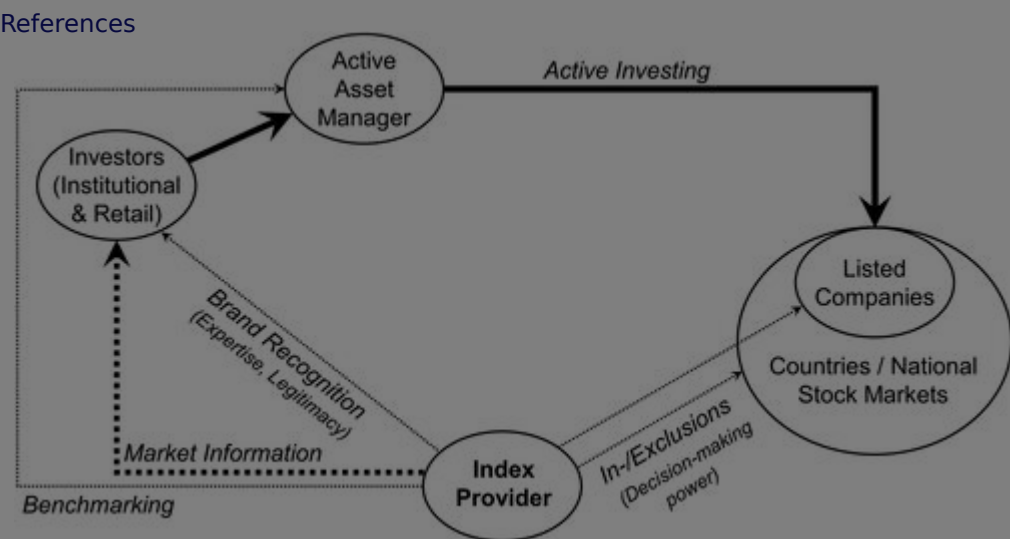 References
Active
Asset
Manager
Active Investing
Investors
(Institutional
& Retail)
Listed
Companies
Countries / National
Stock Markets
Brand Recognition
(Expertise, Legitimacy)
In-/Exclusions
(Decision-making
power)
Market Information
Index
Provider
Benchmarking